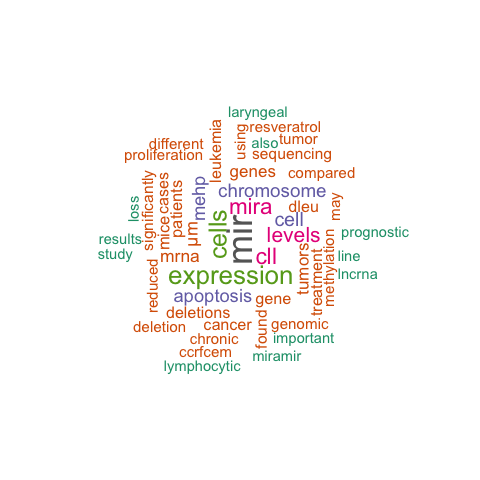 laryngeal
leukemia
using
resveratrol
different
also
tumor
proliferation
sequencing
genes
compared
significantly
loss
mice
cases
patients
mehp
chromosome
may
mira
dleu
cells
mir
cell
results
μm
levels
prognostic
study
mrna
cll
tumors
treatment
methylation
line
reduced
expression
lncrna
apoptosis
gene
deletions
found
deletion
cancer
genomic
chronic
important
ccrfcem
miramir
lymphocytic